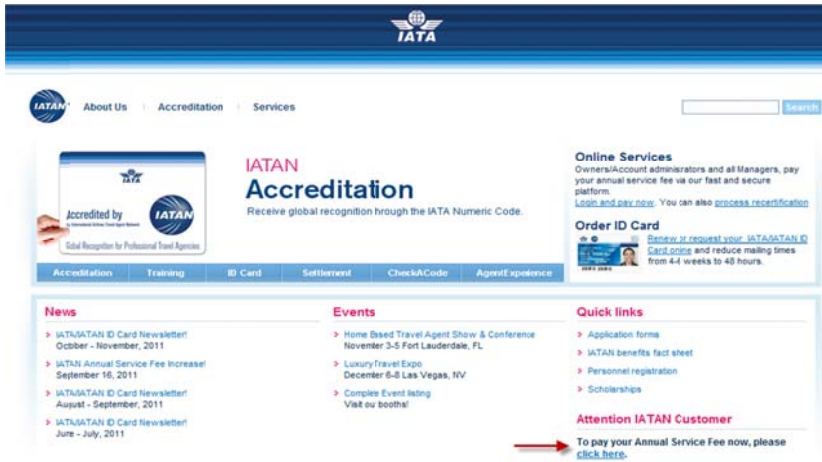 IATA
IATAN
About Us
Accreditation
Services
Search
IATA
Accredited by
IATAN
Global Recognition for Professional Travel Agencies
IATAN
Accreditation
Receive global recognition hrough the IATA Numeric Code.
Accreditation
Training
ID Card
Settlement
CheckACode
AgentExperience
Online Services
Owners/Account adminisrators and all Managers, pay
your annual service fee via our fast and secure
platform.
Login and pay now. You can also process recertification
Order ID Card
Renew or request your IATA/IATAN ID
Card online and reduce mailing times
from 4-6 weeks to 48 hours.
News
IATA/IATAN ID Card Newsletter!
October - November, 2011
IATAN Annual Service Fee Increase!
September 16, 2011
IATA/IATAN ID Card Newsletter!
August - September, 2011
IATA/IATAN ID Card Newsletter!
June - July, 2011
Events
Home Based Travel Agent Show & Conference
November 3-5 Fort Lauderdale, FL
Luxury Travel Expo
December 6-8 Las Vegas, NV
Complete Event listing
Visit our booths!
Quick links
Application forms
IATAN benefits fact sheet
Personnel registration
Scholarships
Attention IATAN Customer
To pay your Annual Service Fee now, please
click here.